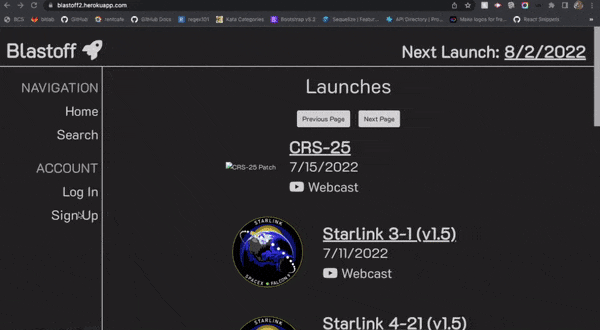 blastoff2.herokuapp.com
BCS
gitlab
GitHub
rentcafe
GitHub Docs
regex101
Kate Categories
Bootstrap v5.2
Sequelize | Featur...
API Directory | Pro...
Make logos for fre...
React Snippets
Blastoff
Next Launch: 8/2/2022
NAVIGATION
Home
Search
ACCOUNT
Log In
Sign Up
Launches
Previous Page
Next Page
CRS-25 Patch
CRS-25
7/15/2022
Webcast
STARLINK
SPACEX
FALCON 9
Starlink 3-1 (v1.5)
7/11/2022
Webcast
STARLINK
Starlink 4-21 (v1.5)